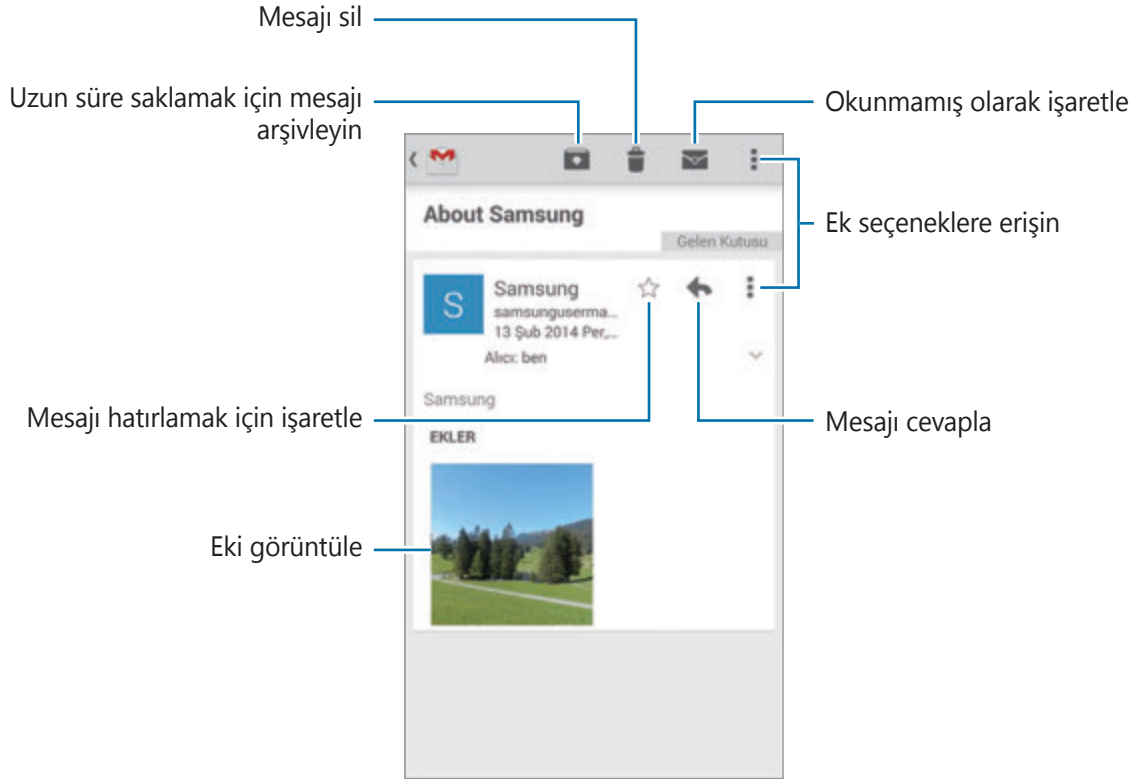 Mesajı sil
Uzun süre saklamak için mesajı
arşivleyin
Okunmamış olarak işaretle
About Samsung
Gelen Kutusu
Ek seçeneklere erişin
S
Samsung
samsunguserma...
13 Şub 2014 Per,...
Alıcı: ben
Samsung
Mesajı hatırlamak için işaretle
Mesajı cevapla
EKLER
Eki görüntüle